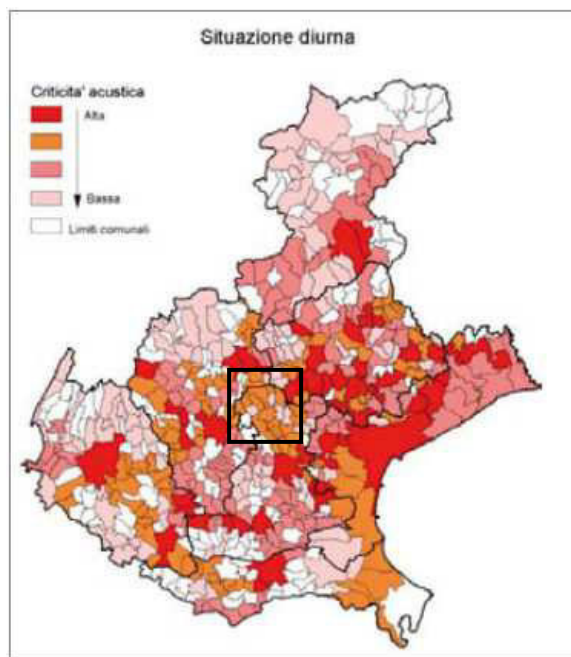 Situazione diurna
Criticita' acustica
Alta
Bassa
Limiti comunali